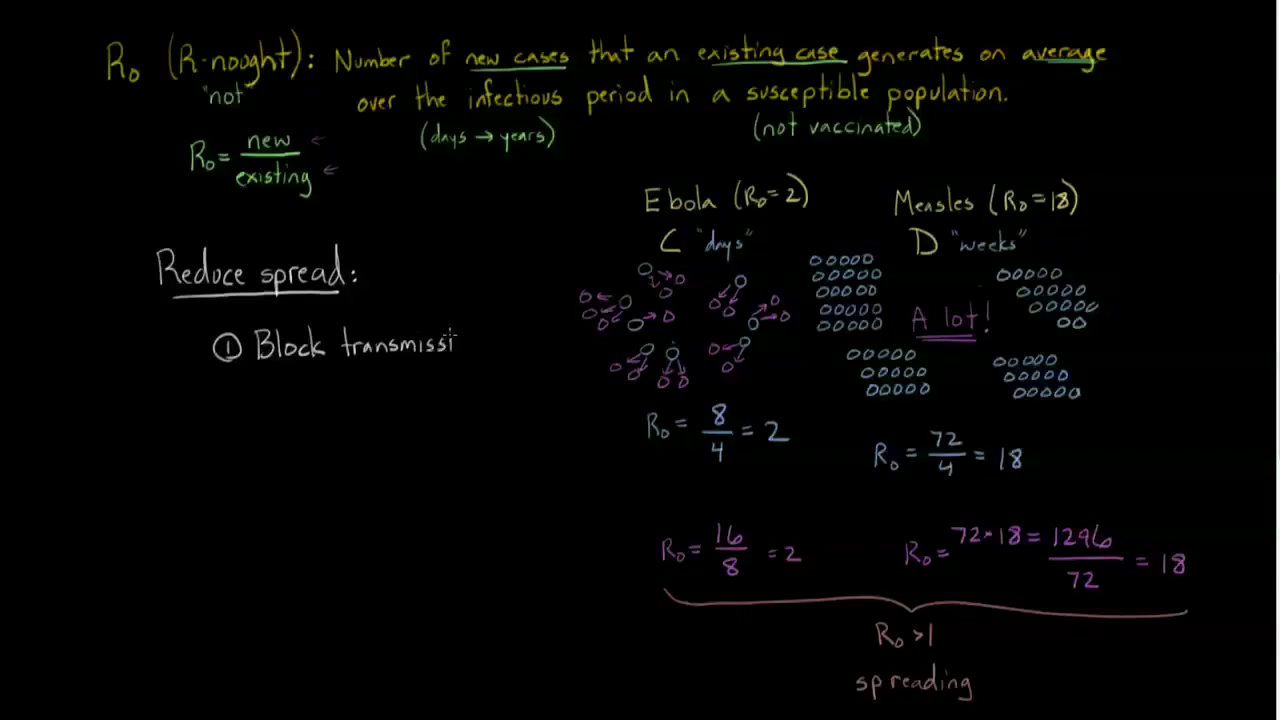 R₀ (R-nought): Number of new cases that an existing case generates on average
"not"
over the infectious period in a susceptible population.
(days → years)
(not vaccinated)
R₀ = new / existing
Reduce spread:
① Block transmissi
Ebola (R₀=2)
C "days"
R₀ = 8/4 = 2
R₀ = 16/8 = 2
Measles (R₀=18)
D "weeks"
A lot!
R₀ = 72/4 = 18
R₀ = 72×18 = 1296/72 = 18
R₀ >1
spreading